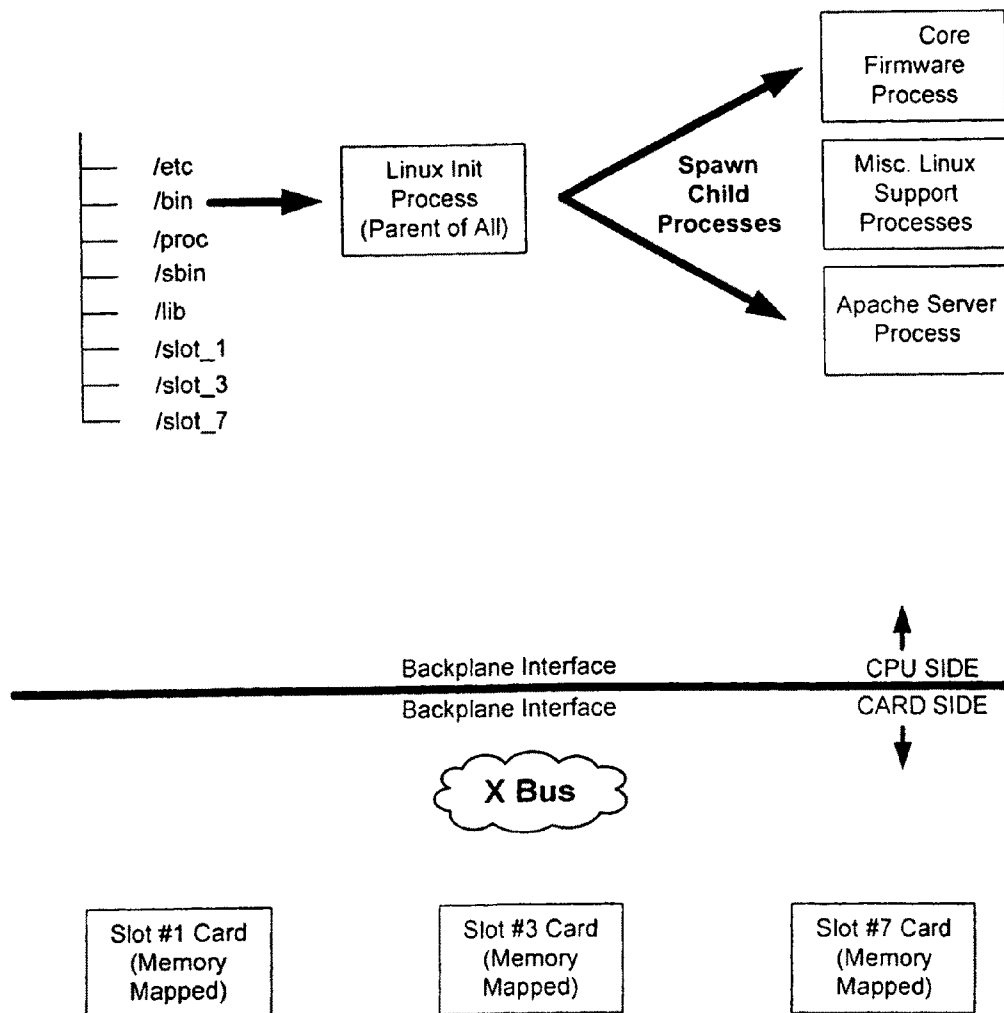 /etc
/bin
/proc
/sbin
/lib
/slot_1
/slot_3
/slot_7
Linux Init
Process
(Parent of All)
Spawn
Child
Processes
Core
Firmware
Process
Misc. Linux
Support
Processes
Apache Server
Process
Backplane Interface
CPU SIDE
Backplane Interface
CARD SIDE
X Bus
Slot #1 Card
(Memory
Mapped)
Slot #3 Card
(Memory
Mapped)
Slot #7 Card
(Memory
Mapped)